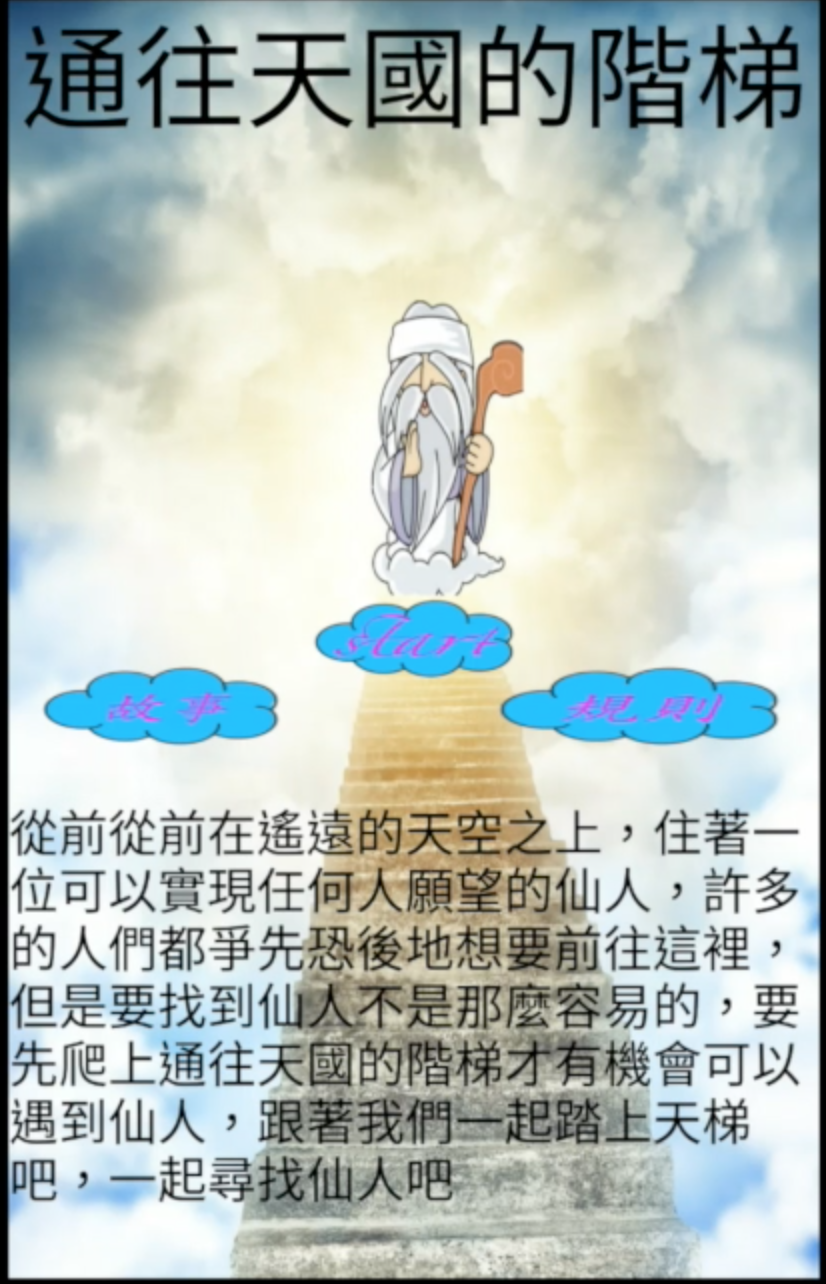 通往天國的階梯
start
故事
規則
從前從前在遙遠的天空之上，住著一
位可以實現任何人願望的仙人，許多
的人們都爭先恐後地想要前往這裡，
但是要找到仙人不是那麼容易的，要
先爬上通往天國的階梯才有機會可以
遇到仙人，跟著我們一起踏上天梯
吧，一起尋找仙人吧